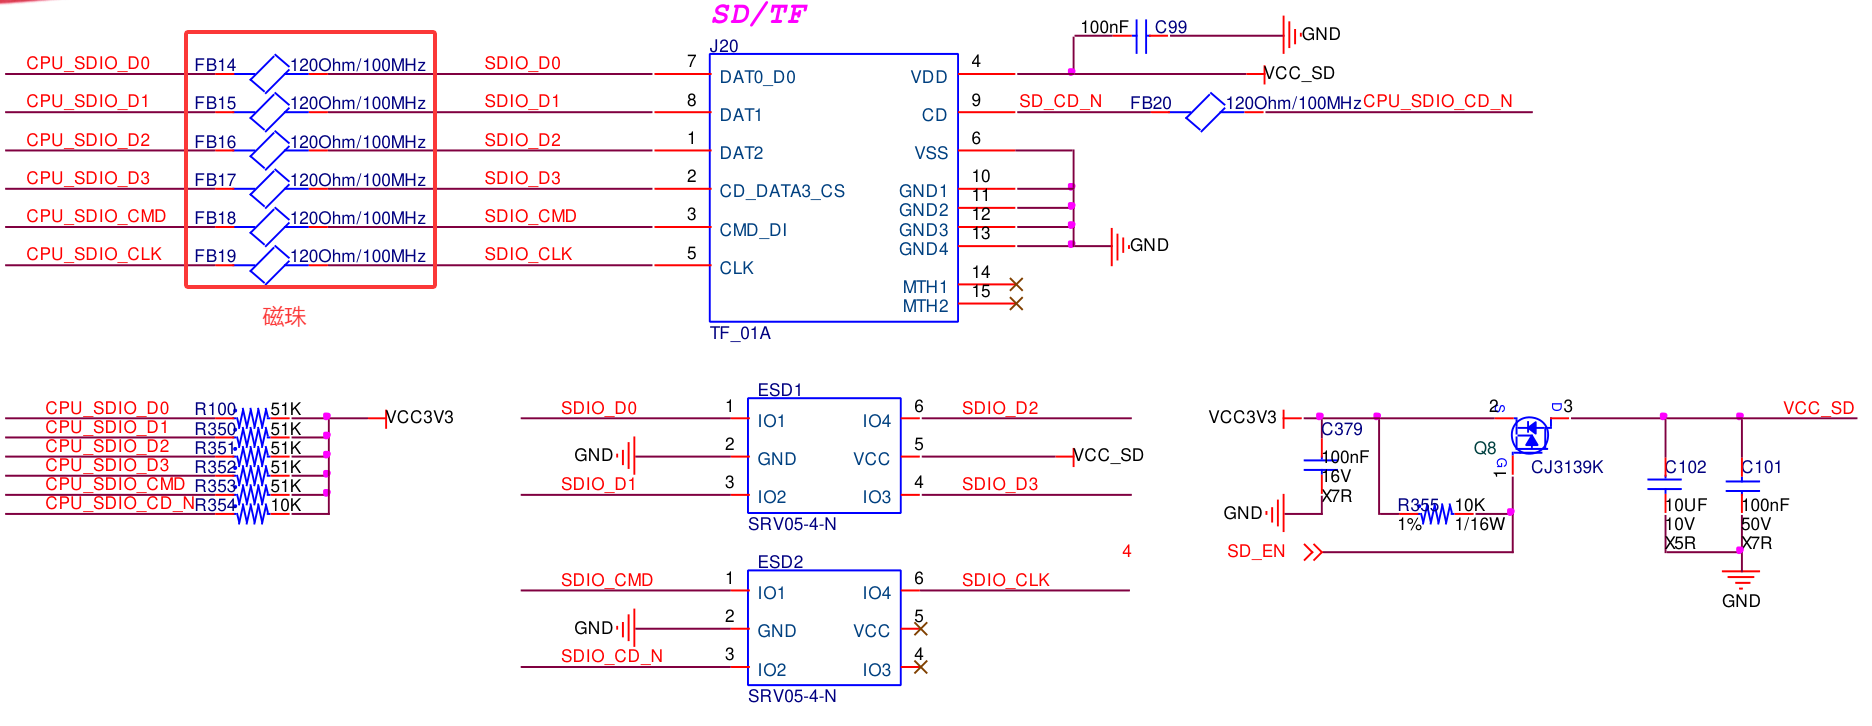 SD/TF
J20
CPU_SDIO_D0 FB14 120Ohm/100MHz SDIO_D0 7 DAT0_D0
CPU_SDIO_D1 FB15 120Ohm/100MHz SDIO_D1 8 DAT1
CPU_SDIO_D2 FB16 120Ohm/100MHz SDIO_D2 1 DAT2
CPU_SDIO_D3 FB17 120Ohm/100MHz SDIO_D3 2 CD_DATA3_CS
CPU_SDIO_CMD FB18 120Ohm/100MHz SDIO_CMD 3 CMD_DI
CPU_SDIO_CLK FB19 120Ohm/100MHz SDIO_CLK 5 CLK
磁珠
100nF C99 GND
VDD 4 VCC_SD
CD 9 SD_CD_N FB20 120Ohm/100MHz CPU_SDIO_CD_N
VSS 6
GND1 10
GND2 11
GND3 12
GND4 13 GND
MTH1 14
MTH2 15
TF_01A
CPU_SDIO_D0 R100 51K VCC3V3
CPU_SDIO_D1 R350 51K
CPU_SDIO_D2 R351 51K
CPU_SDIO_D3 R352 51K
CPU_SDIO_CMD R353 51K
CPU_SDIO_CD_N R354 10K
ESD1
SDIO_D0 1 IO1 IO4 6 SDIO_D2
GND 2 GND VCC 5 VCC_SD
SDIO_D1 3 IO2 IO3 4 SDIO_D3
SRV05-4-N
4
ESD2
SDIO_CMD 1 IO1 IO4 6 SDIO_CLK
GND 2 GND VCC 5
SDIO_CD_N 3 IO2 IO3 4
SRV05-4-N
VCC3V3 2 S D 3 VCC_SD
C379
100nF
16V
X7R
GND
Q8 G 1 CJ3139K
R355 10K
1% 1/16W
SD_EN
C102
10UF
10V
X5R
C101
100nF
50V
X7R
GND